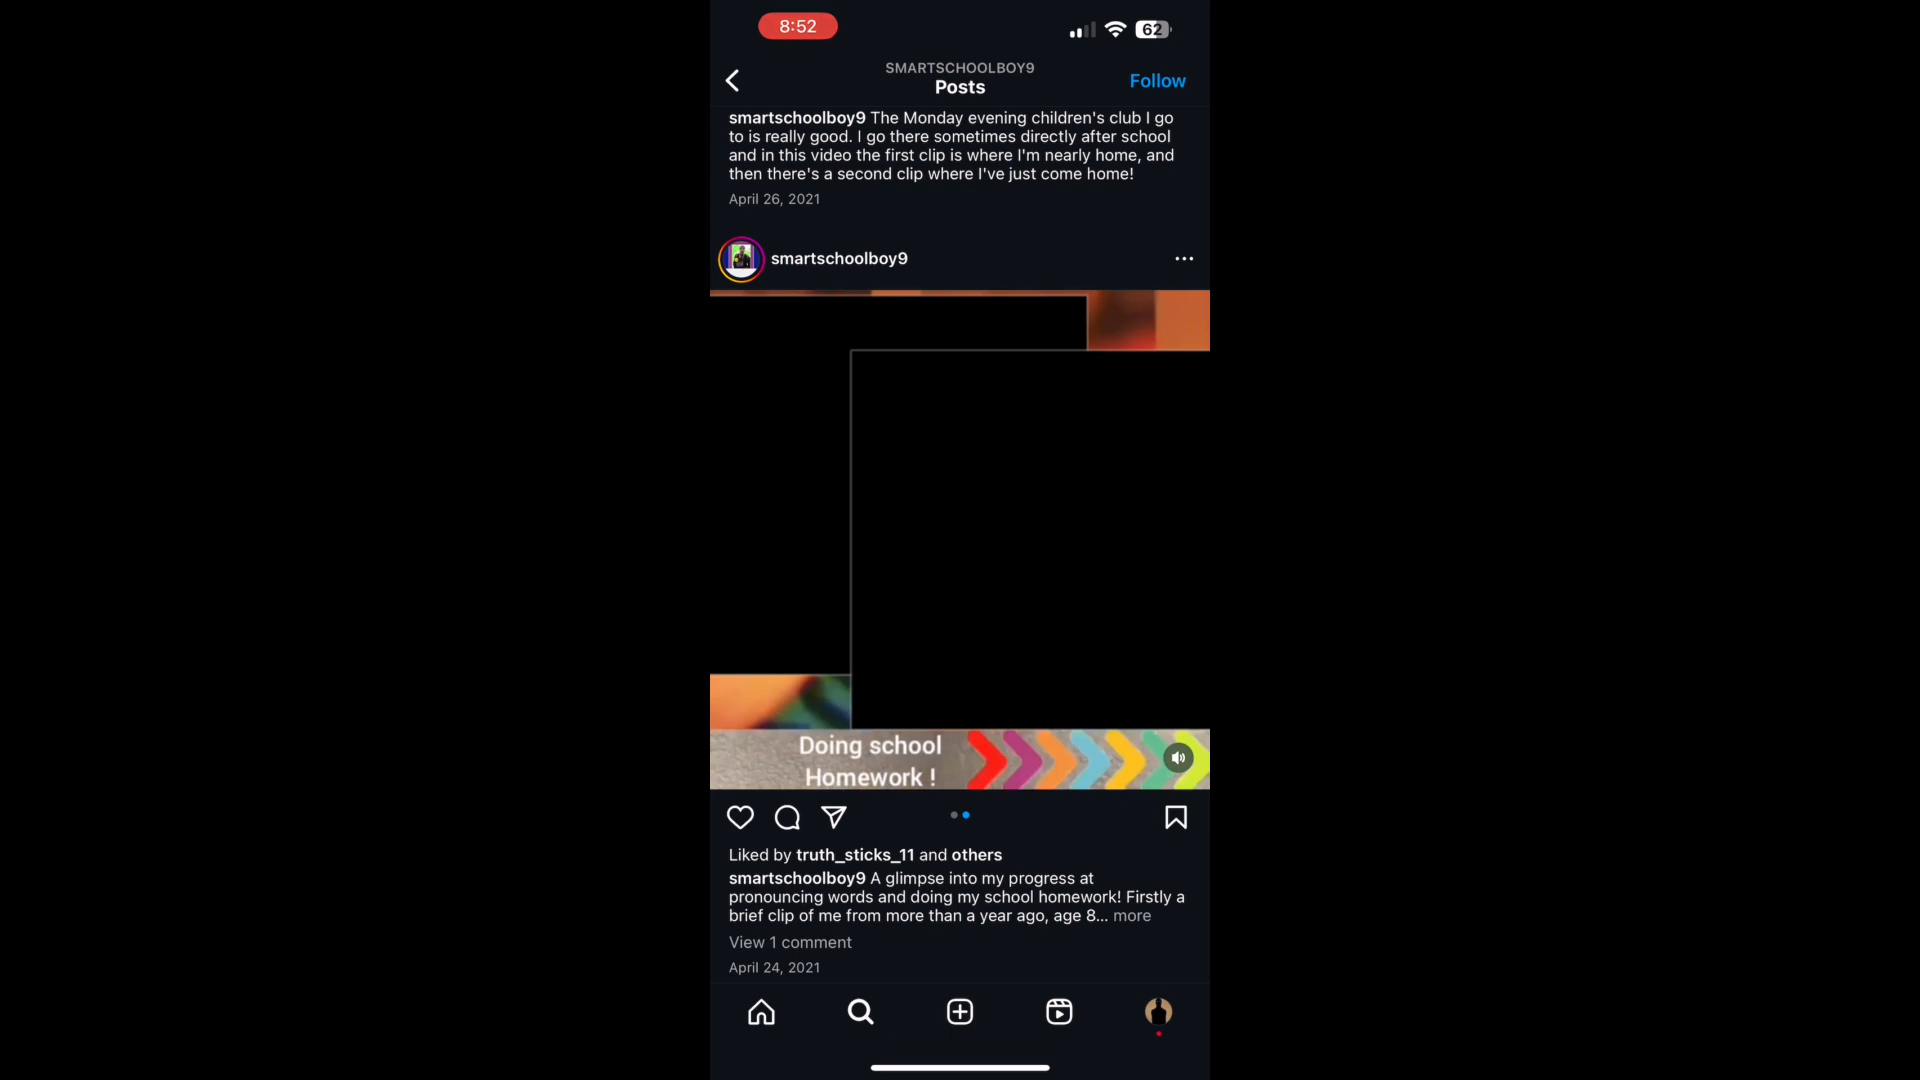 8:52
62
SMARTSCHOOLBOY9
Posts
Follow
smartschoolboy9 The Monday evening children's club I go
to is really good. I go there sometimes directly after school
and in this video the first clip is where I'm nearly home, and
then there's a second clip where I've just come home!
April 26, 2021
smartschoolboy9
Doing school
Homework !
Liked by truth_sticks_11 and others
smartschoolboy9 A glimpse into my progress at
pronouncing words and doing my school homework! Firstly a
brief clip of me from more than a year ago, age 8... more
View 1 comment
April 24, 2021